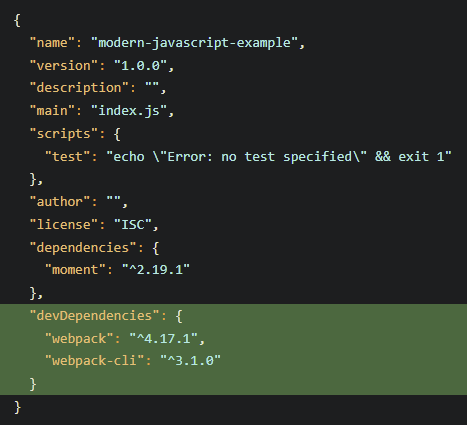 {
  "name": "modern-javascript-example",
  "version": "1.0.0",
  "description": "",
  "main": "index.js",
  "scripts": {
    "test": "echo \"Error: no test specified\" && exit 1"
  },
  "author": "",
  "license": "ISC",
  "dependencies": {
    "moment": "^2.19.1"
  },
  "devDependencies": {
    "webpack": "^4.17.1",
    "webpack-cli": "^3.1.0"
  }
}